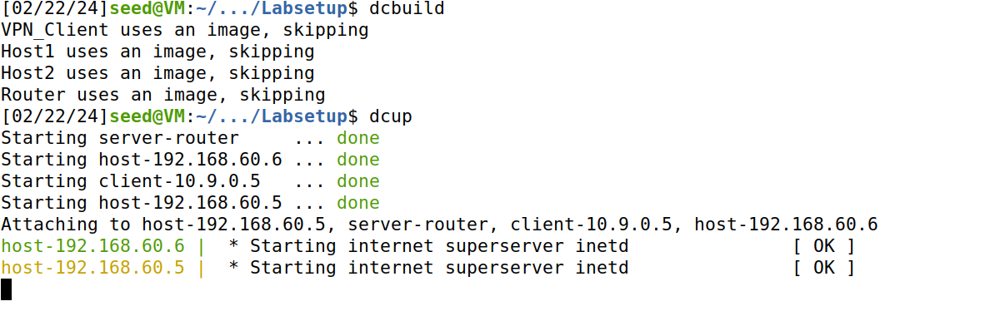 [02/22/24]seed@VM:~/.../Labsetup$ dcbuild
VPN_Client uses an image, skipping
Host1 uses an image, skipping
Host2 uses an image, skipping
Router uses an image, skipping
[02/22/24]seed@VM:~/.../Labsetup$ dcup
Starting server-router     ... done
Starting host-192.168.60.6 ... done
Starting client-10.9.0.5   ... done
Starting host-192.168.60.5 ... done
Attaching to host-192.168.60.5, server-router, client-10.9.0.5, host-192.168.60.6
host-192.168.60.6 |  * Starting internet superserver inetd               [ OK ]
host-192.168.60.5 |  * Starting internet superserver inetd               [ OK ]